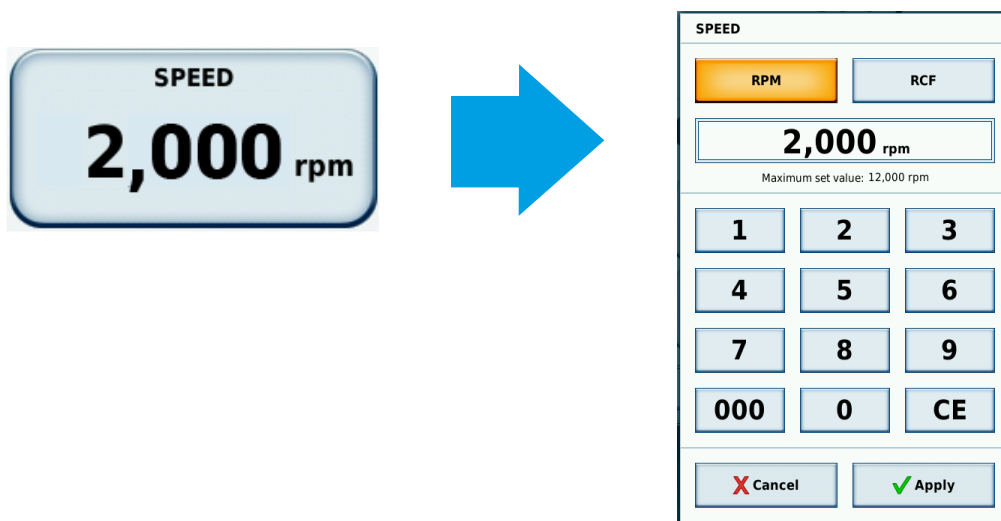 SPEED
2,000 rpm
SPEED
RPM RCF
2,000 rpm
Maximum set value: 12,000 rpm
1 2 3
4 5 6
7 8 9
000 0 CE
Cancel Apply